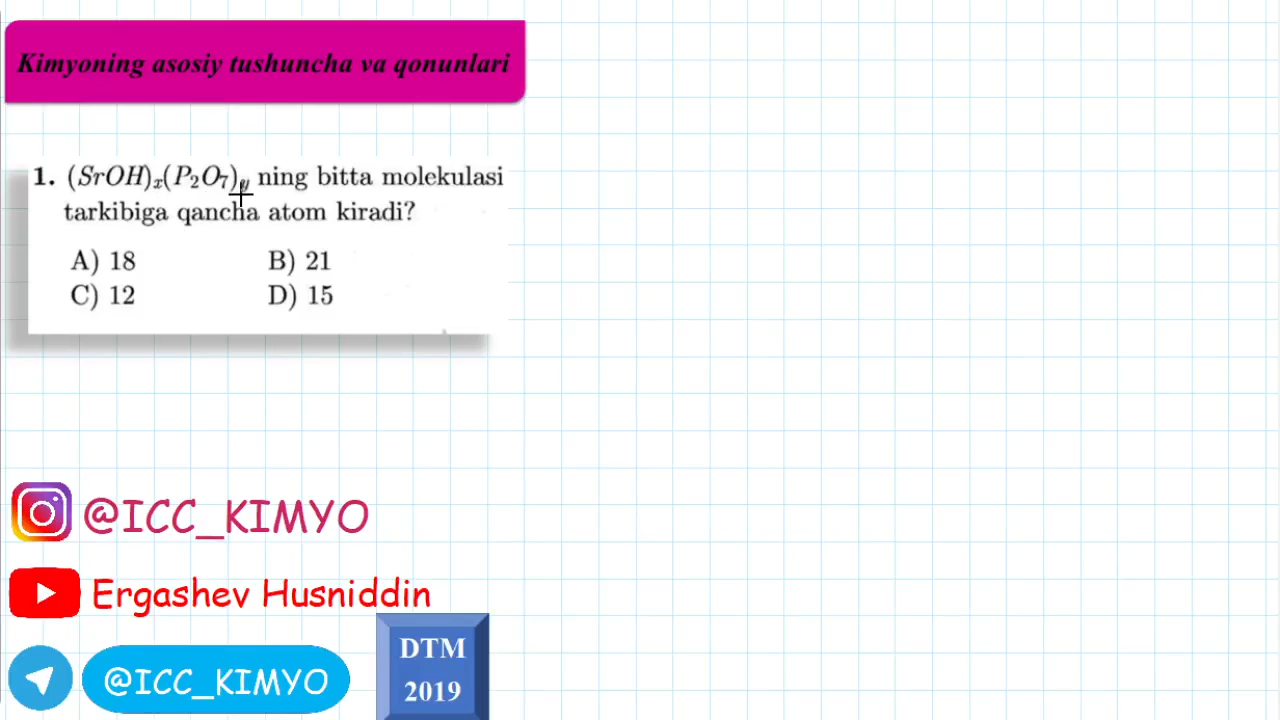 Kimyoning asosiy tushuncha va qonunlari
1. (SrOH)ₓ(P₂O₇)ᵧ ning bitta molekulasi
tarkibiga qancha atom kiradi?
A) 18 B) 21
C) 12 D) 15
@ICC_KIMYO
Ergashev Husniddin
@ICC_KIMYO
DTM
2019